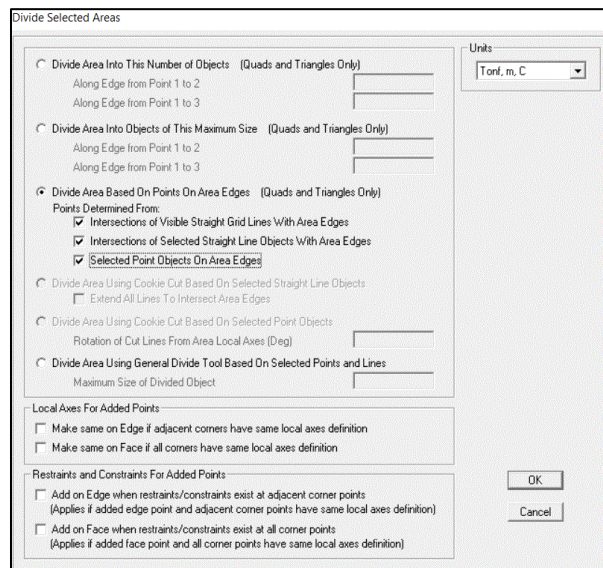 Divide Selected Areas
Divide Area Into This Number of Objects (Quads and Triangles Only)
Along Edge from Point 1 to 2
Along Edge from Point 1 to 3
Divide Area Into Objects of This Maximum Size (Quads and Triangles Only)
Along Edge from Point 1 to 2
Along Edge from Point 1 to 3
Divide Area Based On Points On Area Edges (Quads and Triangles Only)
Points Determined From:
Intersections of Visible Straight Grid Lines With Area Edges
Intersections of Selected Straight Line Objects With Area Edges
Selected Point Objects On Area Edges
Divide Area Using Cookie Cut Based On Selected Straight Line Objects
Extend All Lines To Intersect Area Edges
Divide Area Using Cookie Cut Based On Selected Point Objects
Rotation of Cut Lines From Area Local Axes (Deg)
Divide Area Using General Divide Tool Based On Selected Points and Lines
Maximum Size of Divided Object
Local Axes For Added Points
Make same on Edge if adjacent corners have same local axes definition
Make same on Face if all corners have same local axes definition
Restraints and Constraints For Added Points
Add on Edge when restraints/constraints exist at adjacent corner points
(Applies if added edge point and adjacent corner points have same local axes definition)
Add on Face when restraints/constraints exist at all corner points
(Applies if added face point and all corner points have same local axes definition)
Units
Tonf, m, C
OK
Cancel